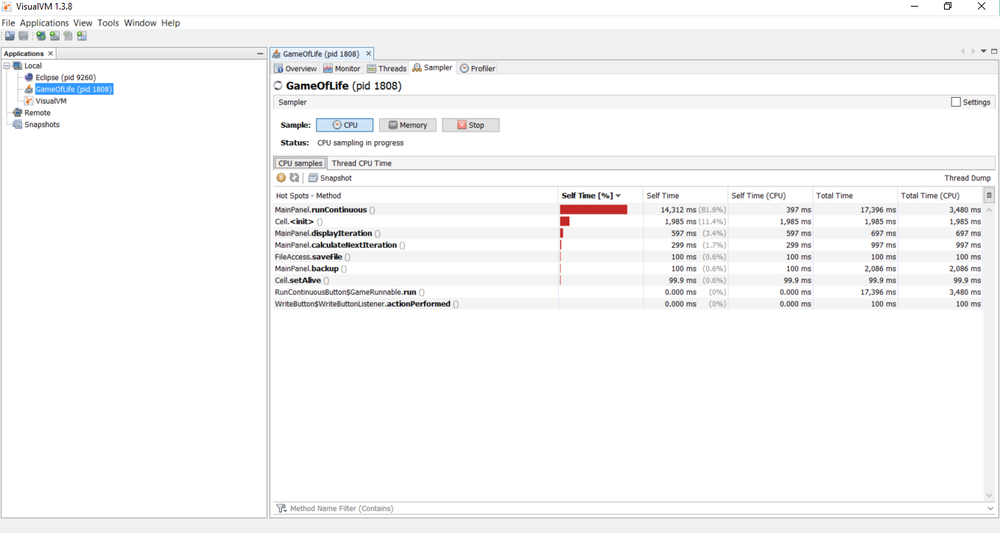 VisualVM 1.3.8
File Applications View Tools Window Help
Applications
Local
Eclipse (pid 9260)
GameOfLife (pid 1808)
VisualVM
Remote
Snapshots
GameOfLife (pid 1808)
Overview Monitor Threads Sampler Profiler
GameOfLife (pid 1808)
Sampler Settings
Sample: CPU Memory Stop
Status: CPU sampling in progress
CPU samples Thread CPU Time
Snapshot Thread Dump
Hot Spots - Method Self Time [%] Self Time Self Time (CPU) Total Time Total Time (CPU)
MainPanel.runContinuous () 14,312 ms (81.8%) 397 ms 17,396 ms 3,480 ms
Cell.<init> () 1,985 ms (11.4%) 1,985 ms 1,985 ms 1,985 ms
MainPanel.displayIteration () 597 ms (3.4%) 597 ms 697 ms 697 ms
MainPanel.calculateNextIteration () 299 ms (1.7%) 299 ms 997 ms 997 ms
FileAccess.saveFile () 100 ms (0.6%) 100 ms 100 ms 100 ms
MainPanel.backup () 100 ms (0.6%) 100 ms 2,086 ms 2,086 ms
Cell.setAlive () 99.9 ms (0.6%) 99.9 ms 99.9 ms 99.9 ms
RunContinuousButton$GameRunnable.run () 0.000 ms (0%) 0.000 ms 17,396 ms 3,480 ms
WriteButton$WriteButtonListener.actionPerformed () 0.000 ms (0%) 0.000 ms 100 ms 100 ms
Method Name Filter (Contains)